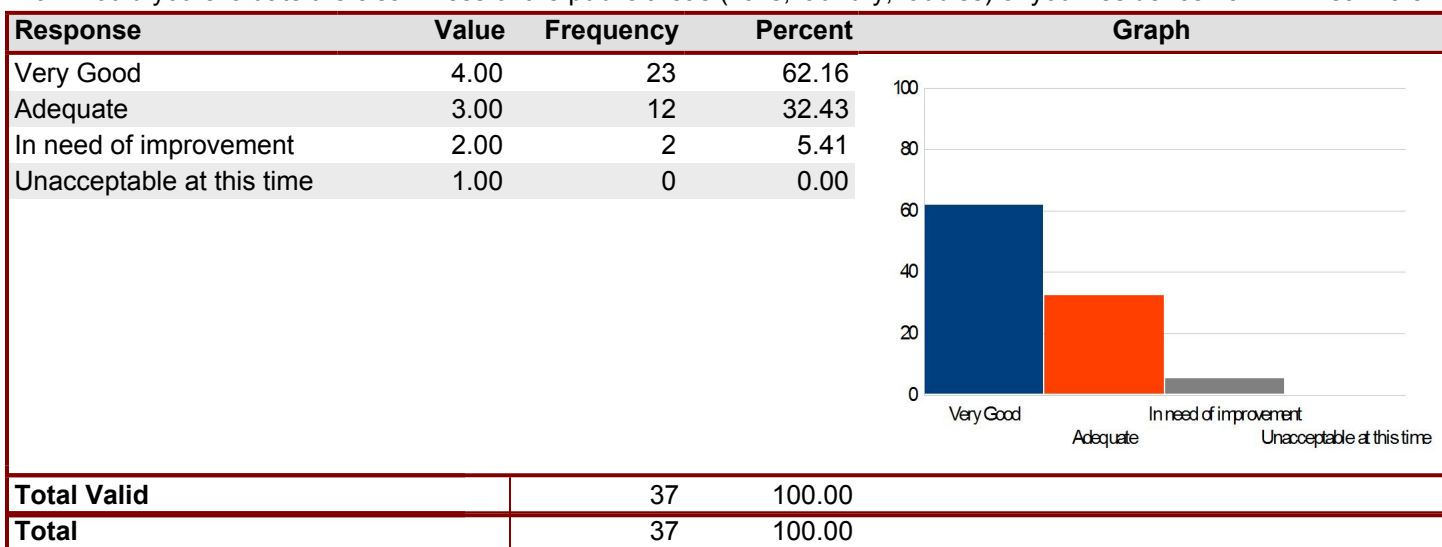 Response Value Frequency Percent Graph
Very Good 4.00 23 62.16
Adequate 3.00 12 32.43
In need of improvement 2.00 2 5.41
Unacceptable at this time 1.00 0 0.00
100
80
60
40
20
0
Very Good In need of improvement
Adequate Unacceptable at this time
Total Valid 37 100.00
Total 37 100.00